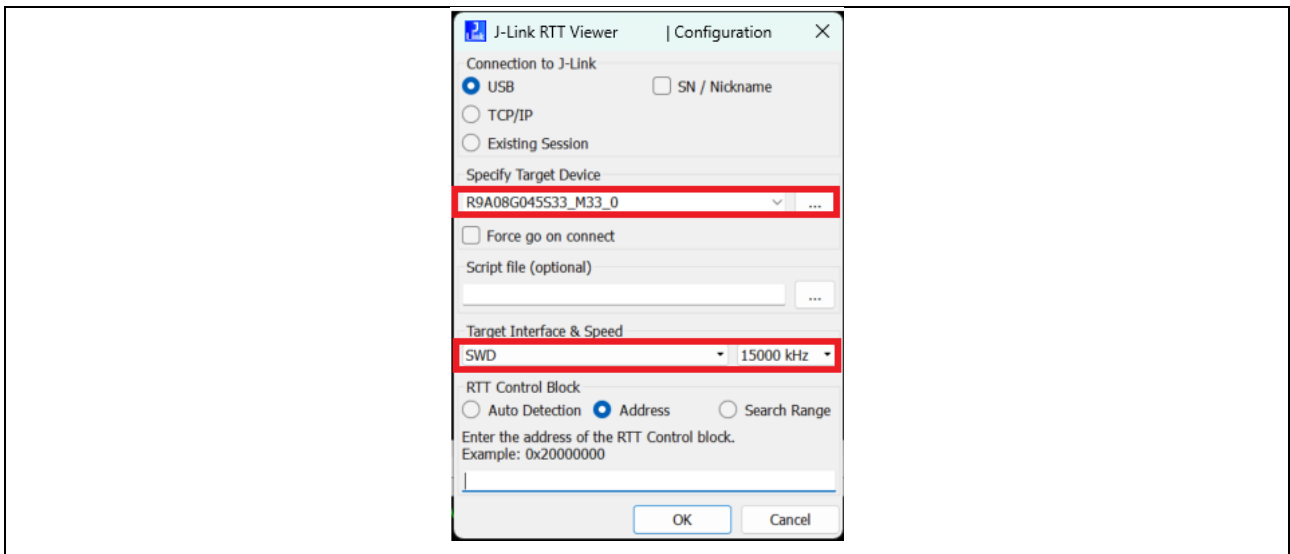 J-Link RTT Viewer | Configuration
Connection to J-Link
USB SN / Nickname
TCP/IP
Existing Session
Specify Target Device
R9A08G045S33_M33_0 ...
Force go on connect
Script file (optional)
...
Target Interface & Speed
SWD 15000 kHz
RTT Control Block
Auto Detection Address Search Range
Enter the address of the RTT Control block.
Example: 0x20000000
OK Cancel